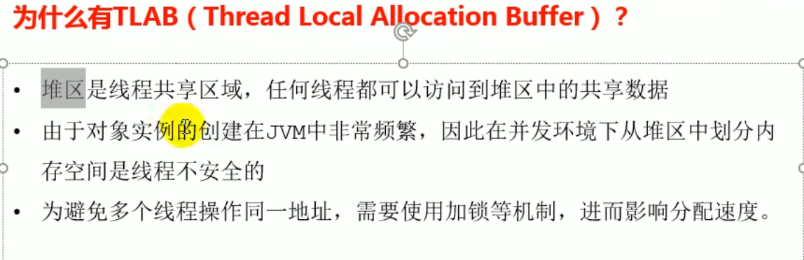 为什么有TLAB（Thread Local Allocation Buffer）？
• 堆区是线程共享区域，任何线程都可以访问到堆区中的共享数据
• 由于对象实例的创建在JVM中非常频繁，因此在并发环境下从堆区中划分内
存空间是线程不安全的
• 为避免多个线程操作同一地址，需要使用加锁等机制，进而影响分配速度。